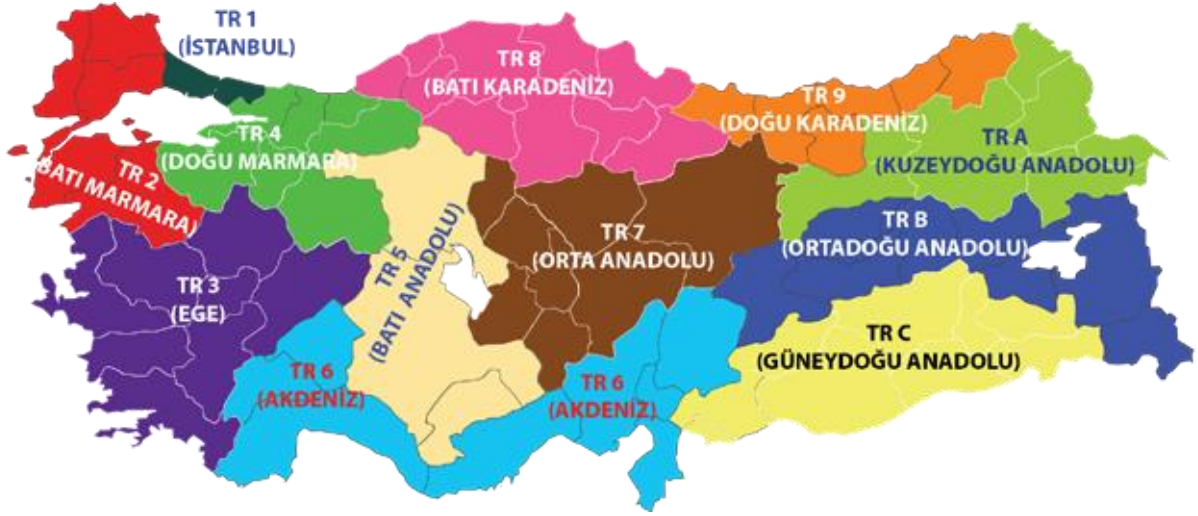 TR 1
(İSTANBUL)
TR 8
(BATI KARADENİZ)
TR 9
(DOĞU KARADENİZ)
TR A
(KUZEYDOĞU ANADOLU)
TR 4
(DOĞU MARMARA)
TR 2
(BATI MARMARA)
TR B
(ORTADOĞU ANADOLU)
TR 7
(ORTA ANADOLU)
TR 5
(BATI ANADOLU)
TR 3
(EGE)
TR C
(GÜNEYDOĞU ANADOLU)
TR 6
(AKDENİZ)
TR 6
(AKDENİZ)